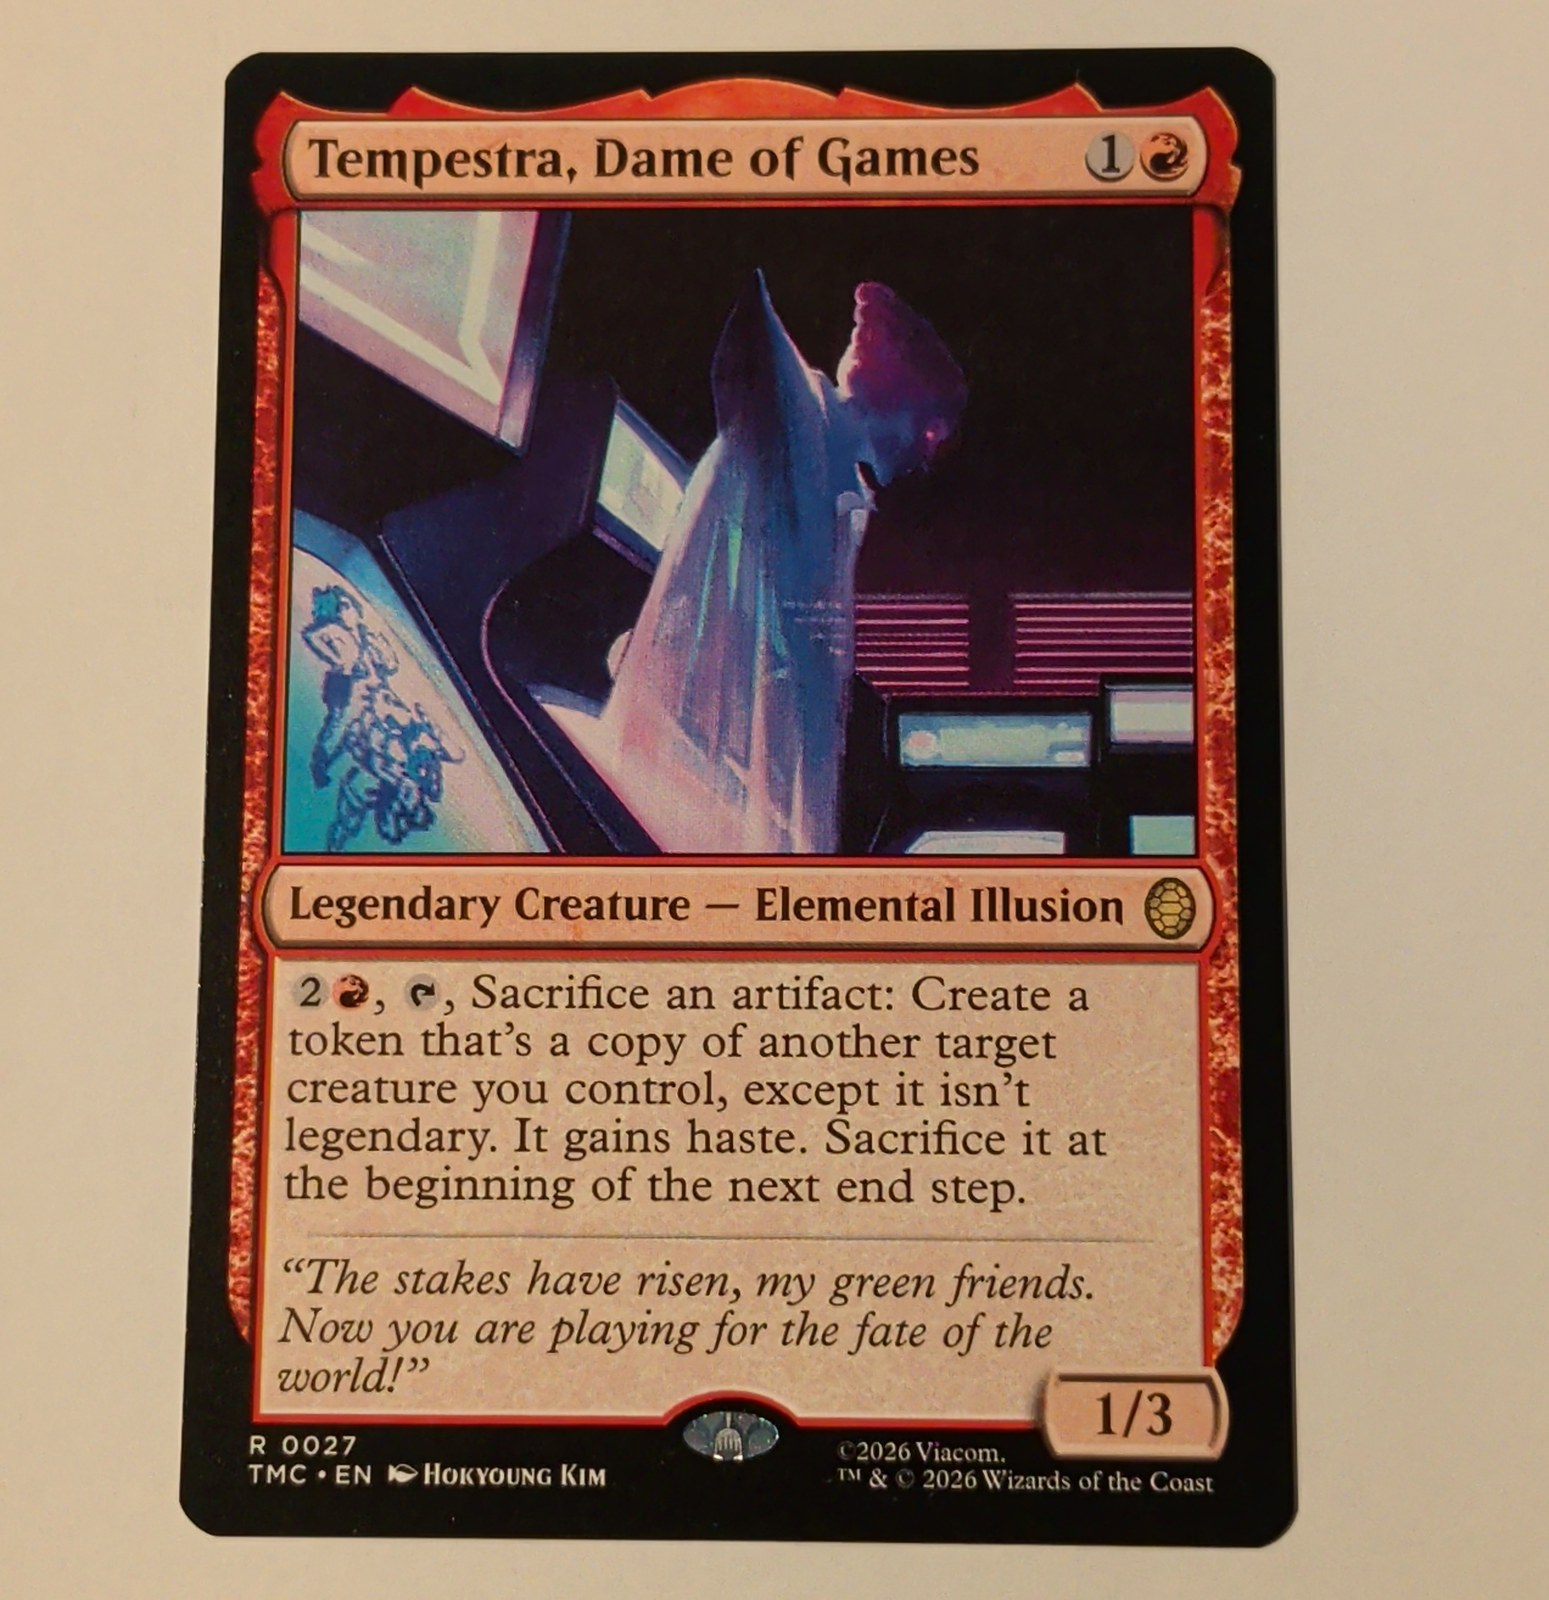 Tempestra, Dame of Games 1
Legendary Creature — Elemental Illusion
2 , , Sacrifice an artifact: Create a
token that's a copy of another target
creature you control, except it isn't
legendary. It gains haste. Sacrifice it at
the beginning of the next end step.
“The stakes have risen, my green friends.
Now you are playing for the fate of the
world!”
1/3
R 0027
TMC • EN HOKYOUNG KIM
©2026 Viacom.
™ & © 2026 Wizards of the Coast